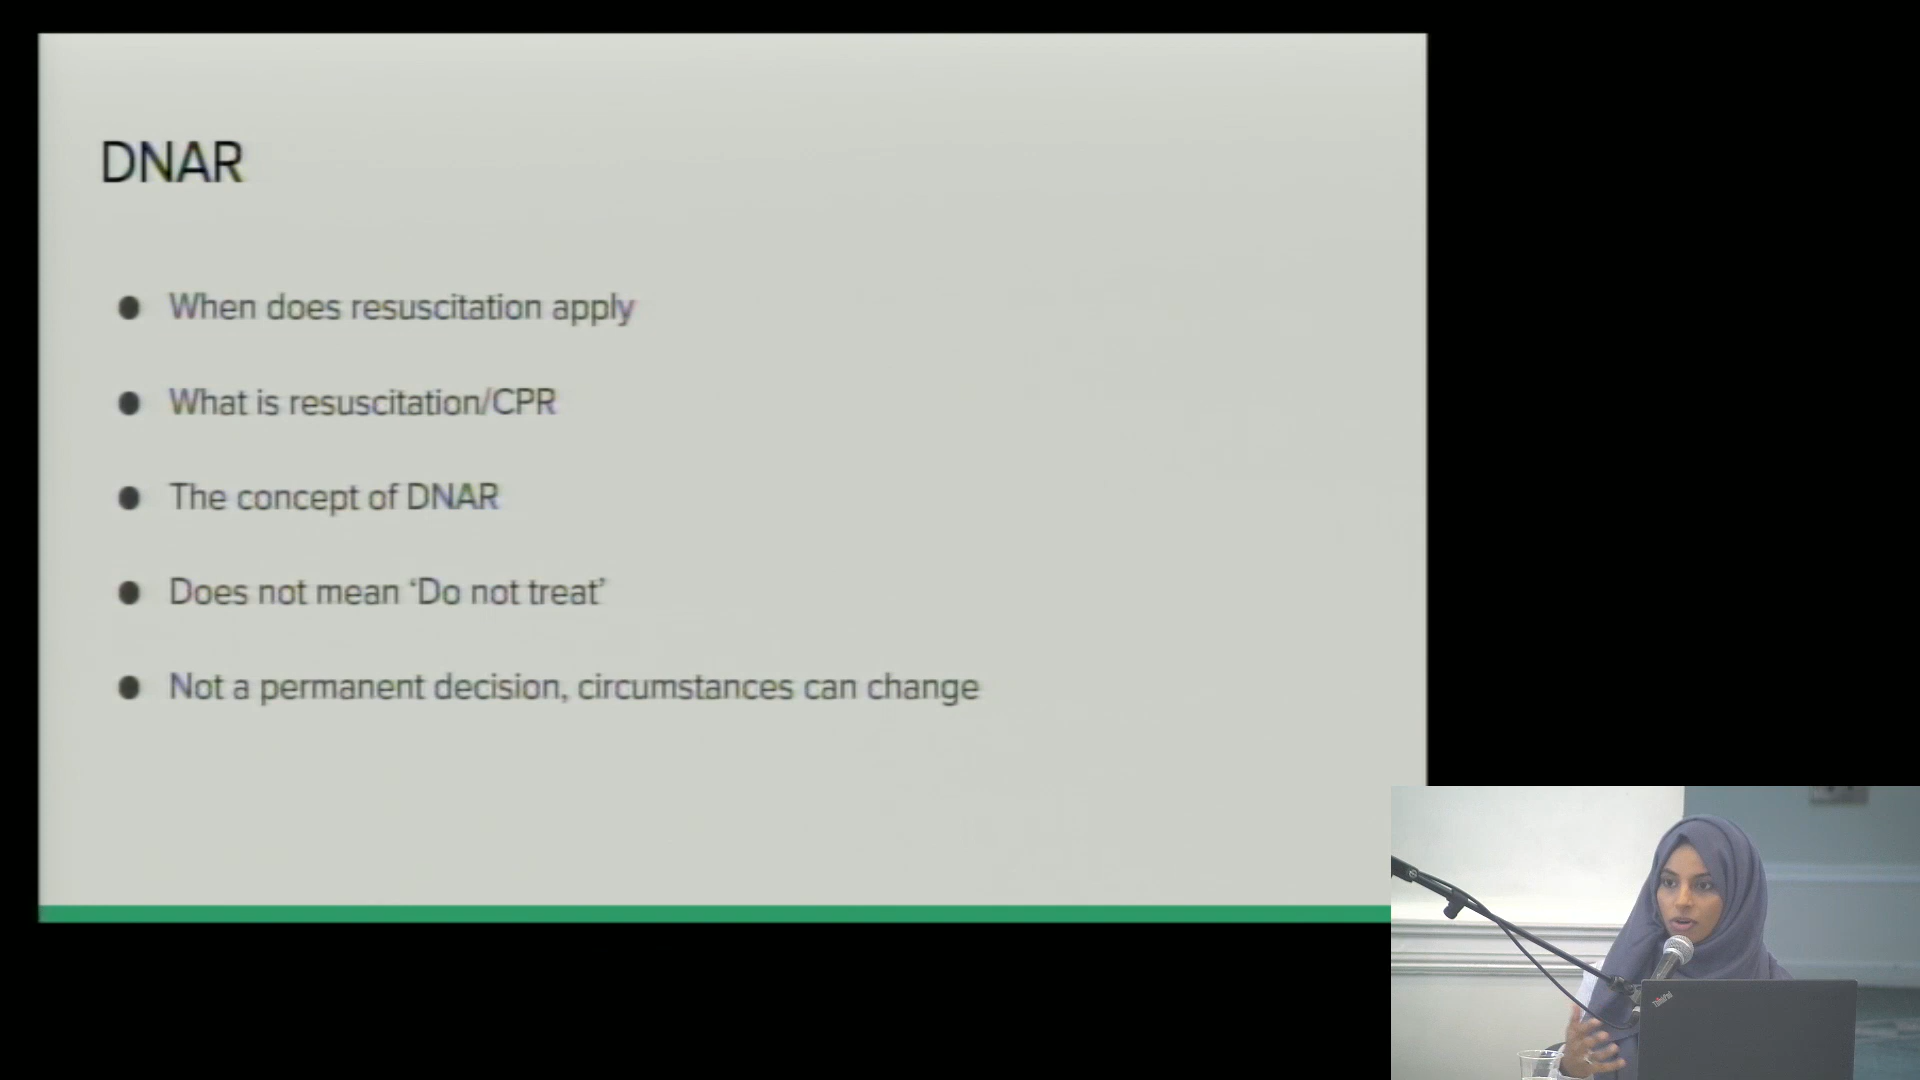 DNAR
● When does resuscitation apply
● What is resuscitation/CPR
● The concept of DNAR
● Does not mean ‘Do not treat’
● Not a permanent decision, circumstances can change
ThinkPad